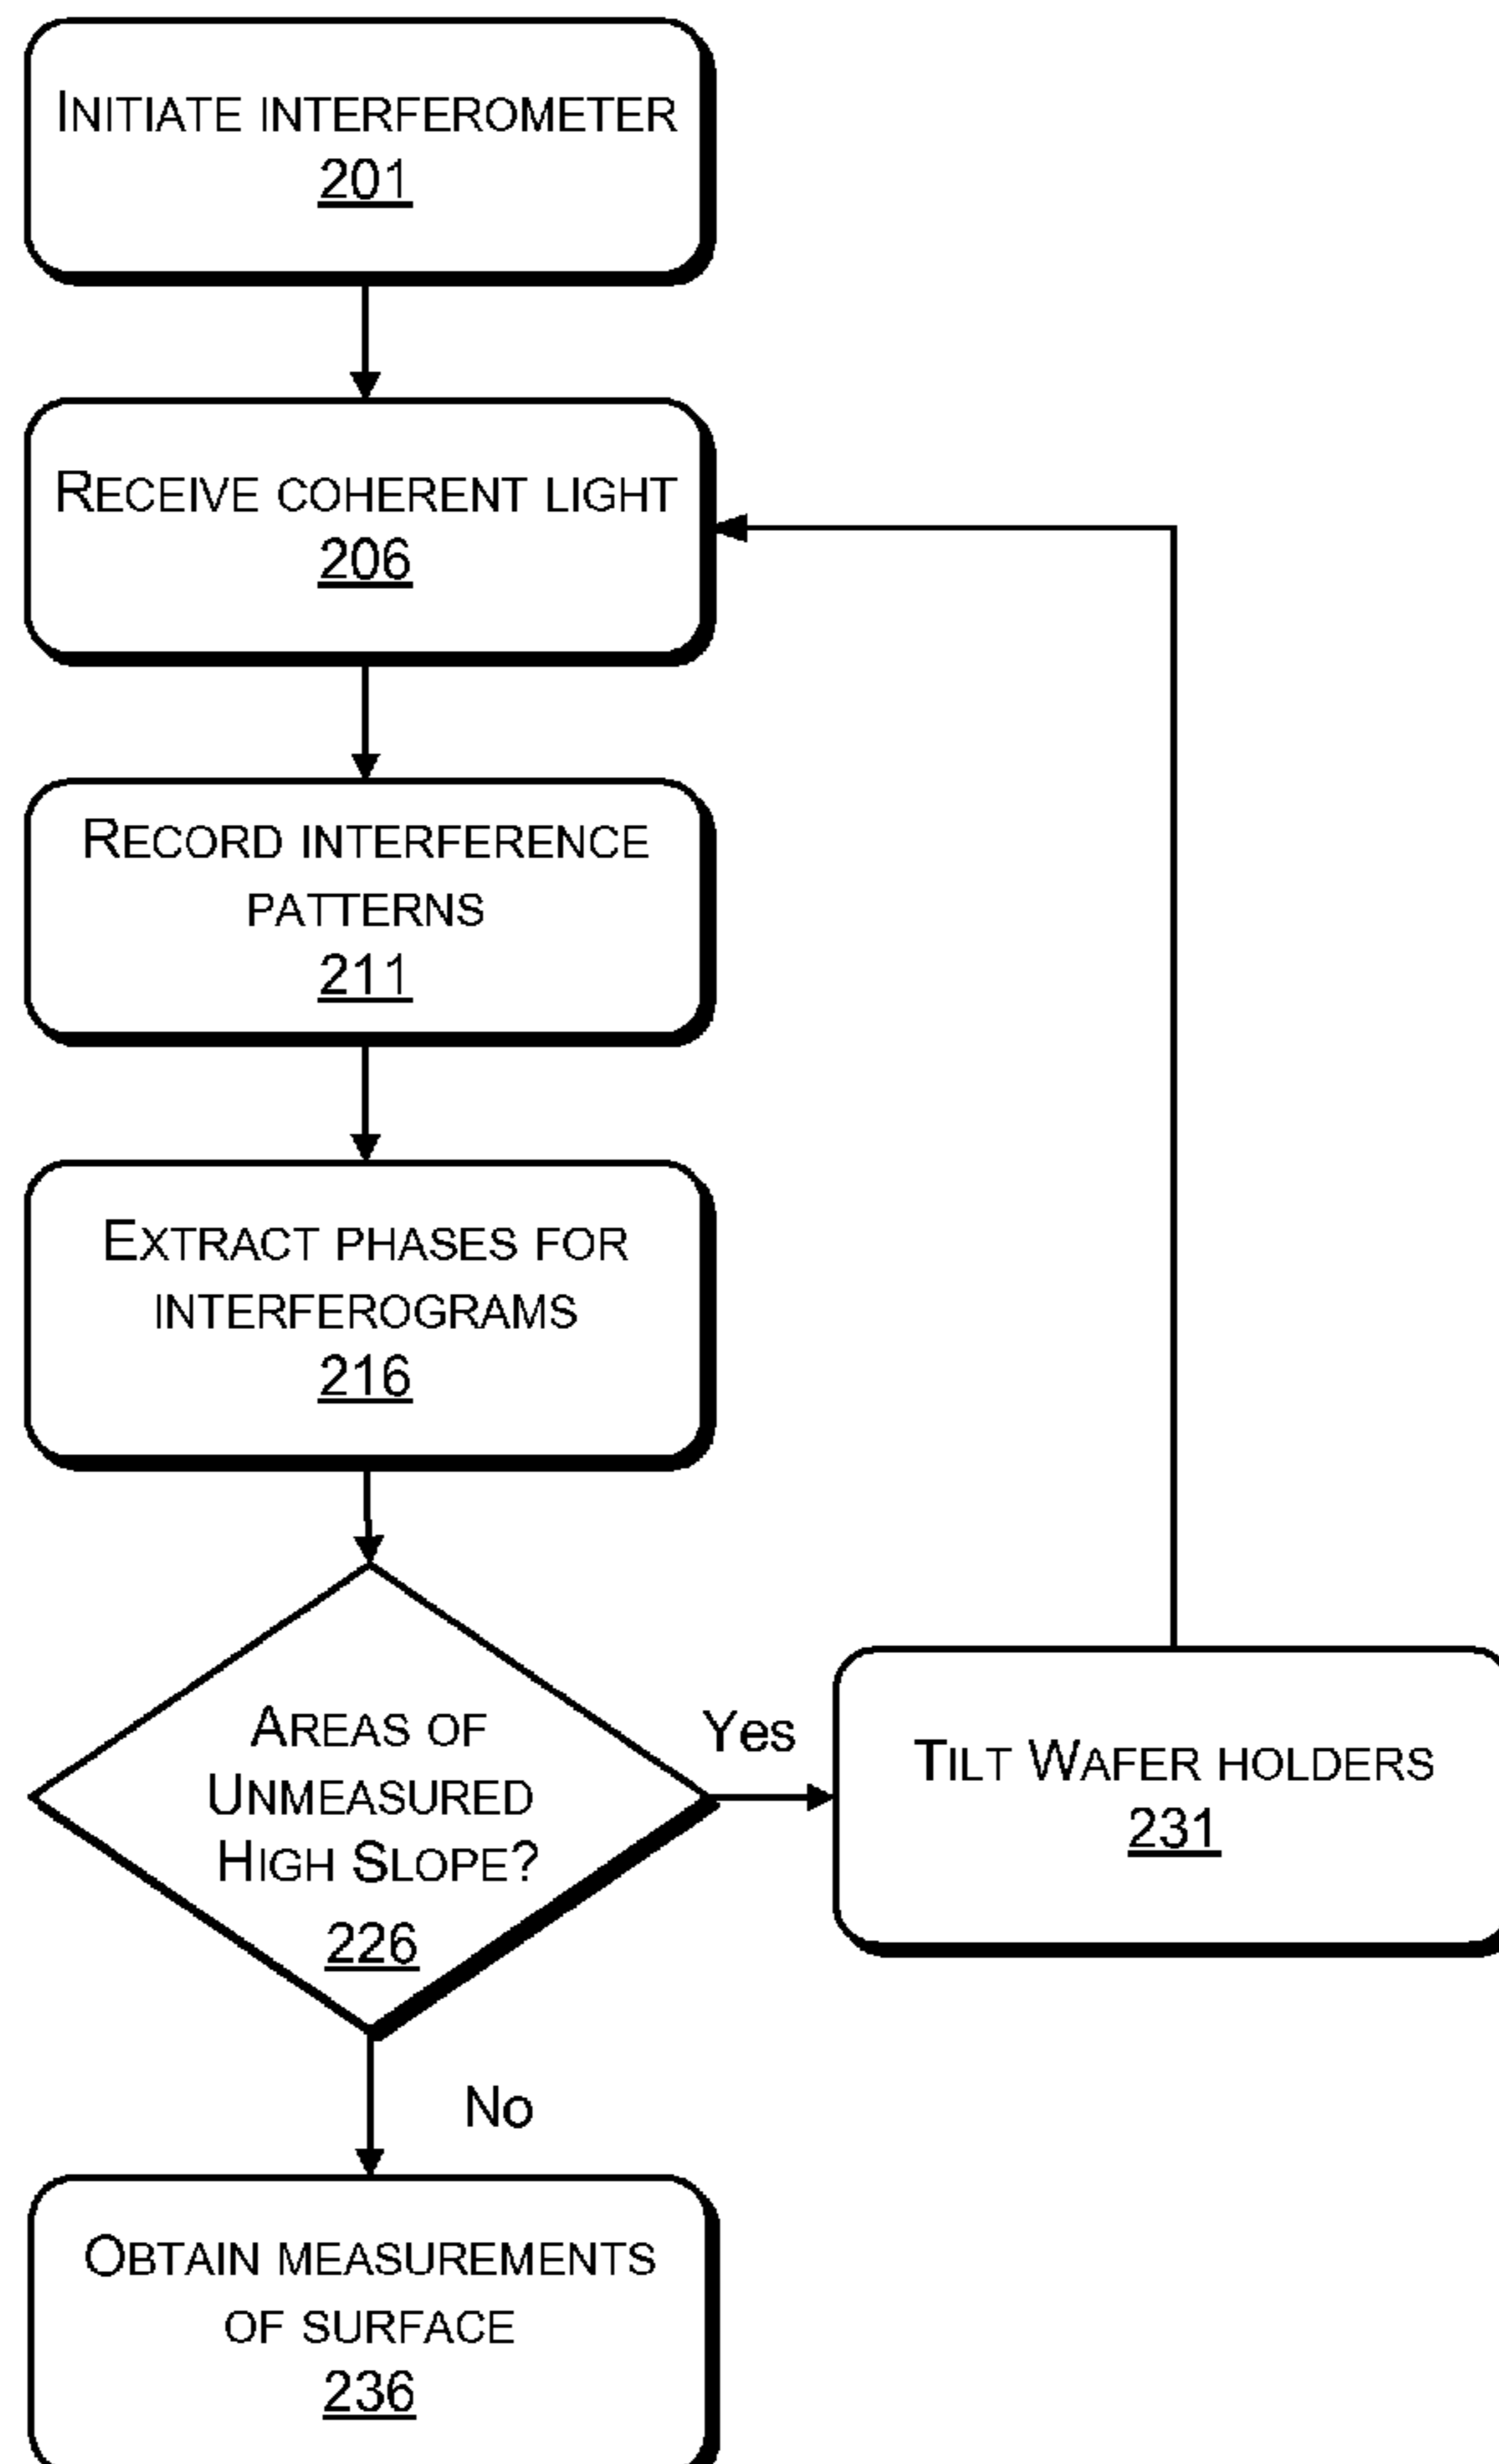 INITIATE INTERFEROMETER
201
RECEIVE COHERENT LIGHT
206
RECORD INTERFERENCE
PATTERNS
211
EXTRACT PHASES FOR
INTERFEROGRAMS
216
AREAS OF
UNMEASURED
HIGH SLOPE?
226
Yes
TILT WAFER HOLDERS
231
No
OBTAIN MEASUREMENTS
OF SURFACE
236